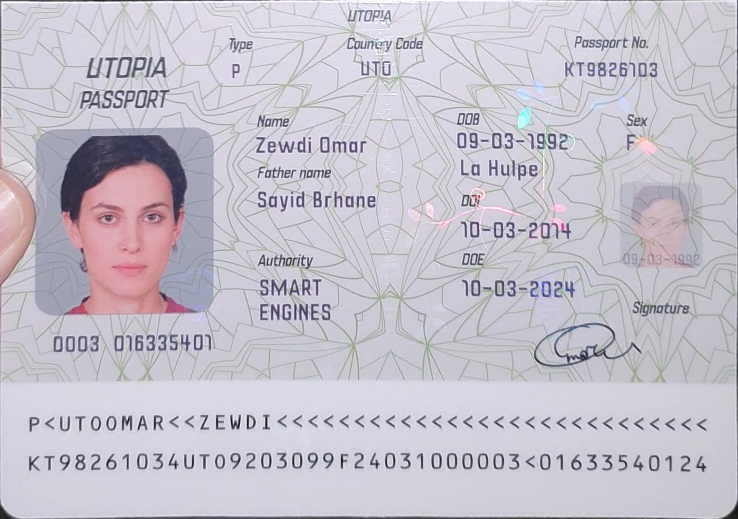 UTOPIA
UTOPIA
PASSPORT
Type
P
Country Code
UTO
Passport No.
KT9826103
Name
Zewdi Omar
Father name
Sayid Brhane
DOB
09-03-1992
La Hulpe
Sex
F
DOI
10-03-2014
Authority
SMART
ENGINES
DOE
10-03-2024
09-03-1992
Signature
Omar
0003 016335401
P<UTOOMAR<<ZEWDI<<<<<<<<<<<<<<<<<<<<<<<<<<<<
KT98261034UTO9203099F24031000003<01633540124